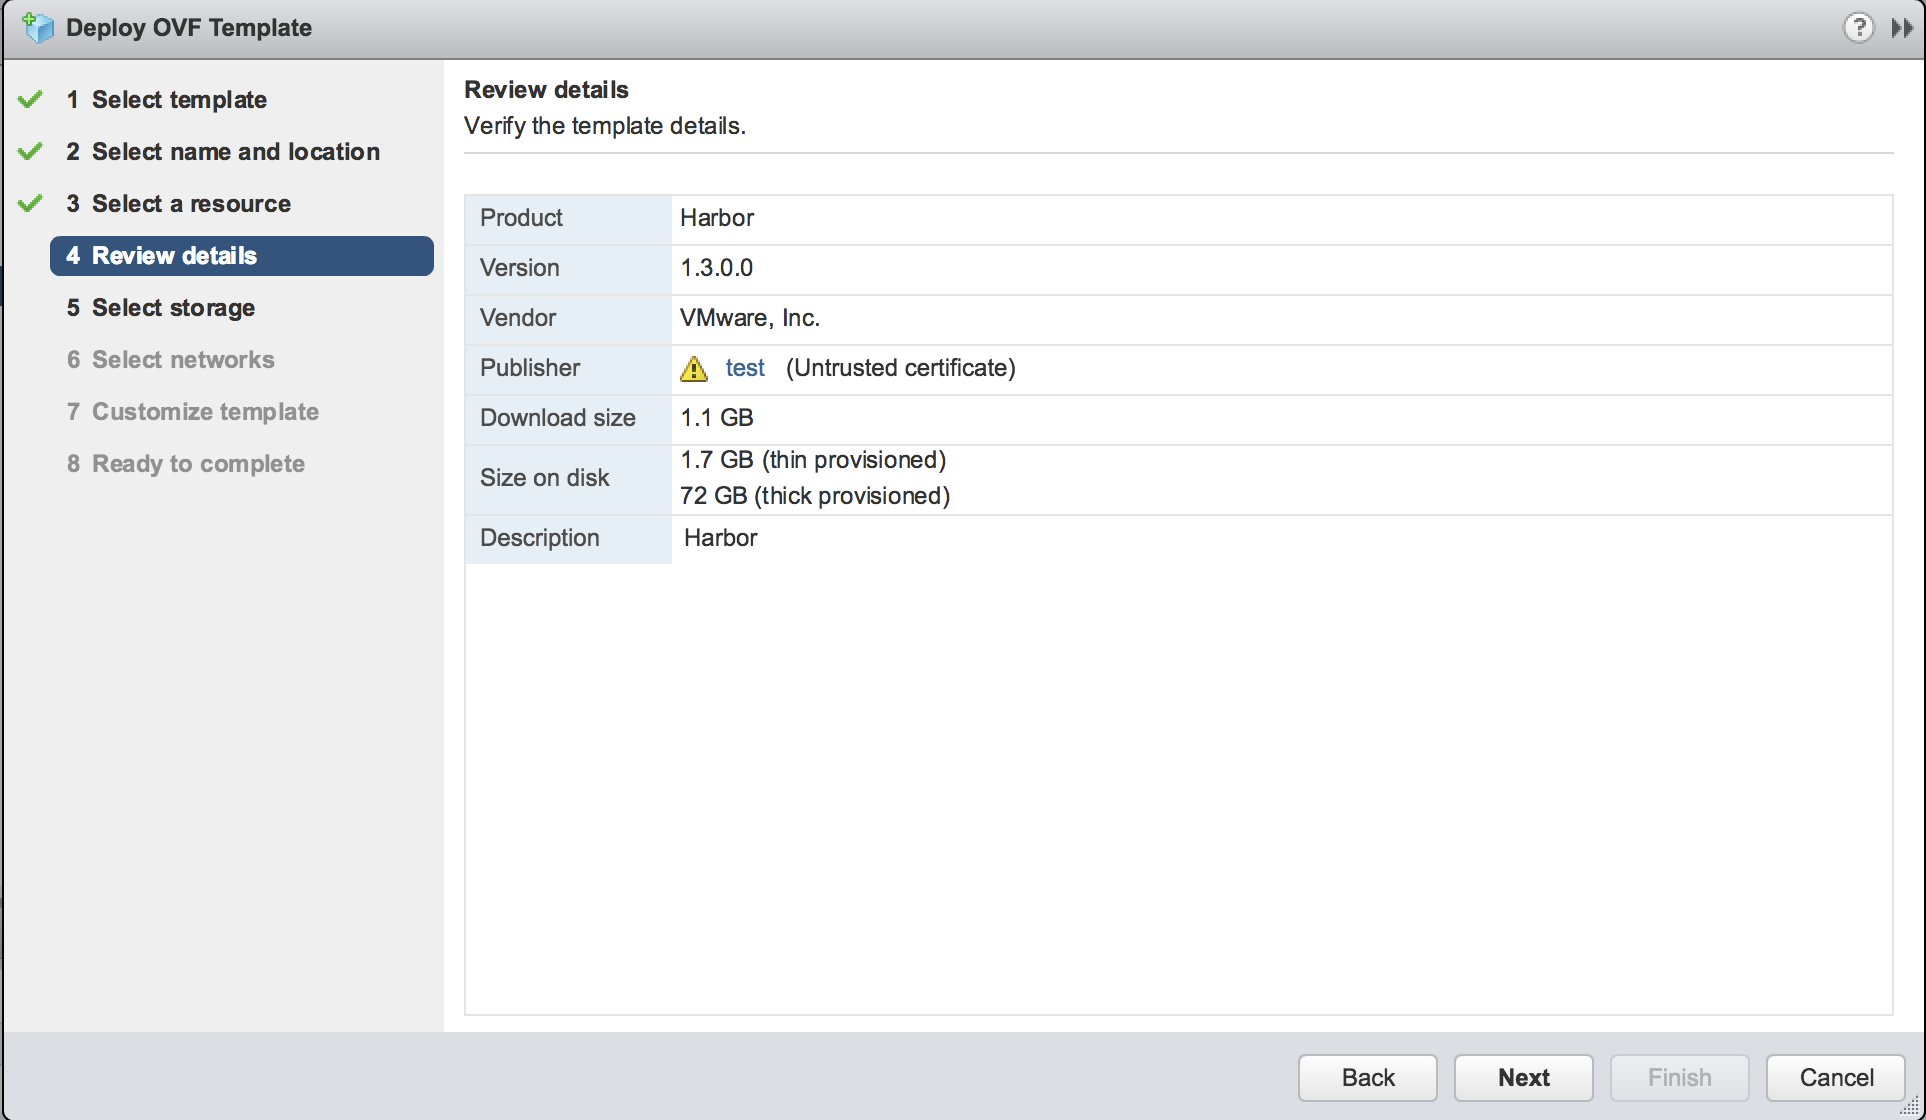 Deploy OVF Template
?
1 Select template
2 Select name and location
3 Select a resource
4 Review details
5 Select storage
6 Select networks
7 Customize template
8 Ready to complete
Review details
Verify the template details.
Product Harbor
Version 1.3.0.0
Vendor VMware, Inc.
Publisher test (Untrusted certificate)
Download size 1.1 GB
Size on disk 1.7 GB (thin provisioned)
72 GB (thick provisioned)
Description Harbor
Back Next Finish Cancel